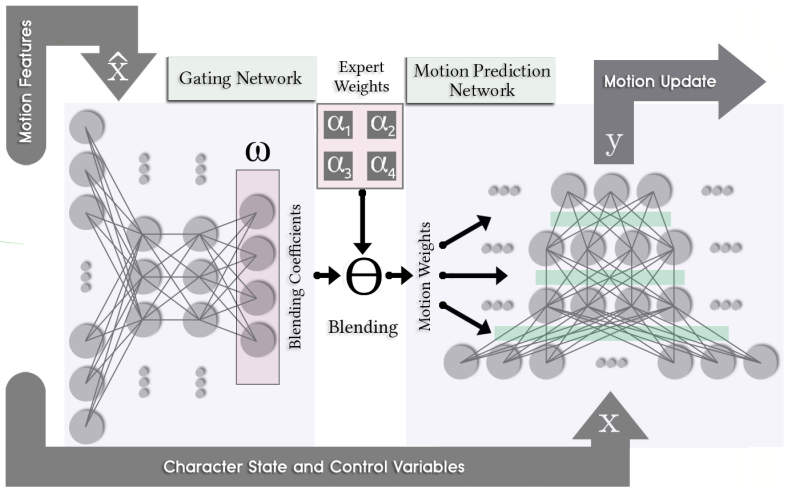 Motion Features
x̂
Gating Network
Expert
Weights
Motion Prediction
Network
Motion Update
y
α1 α2
α3 α4
ω
Blending Coefficients
Θ
Blending
Motion Weights
x
Character State and Control Variables